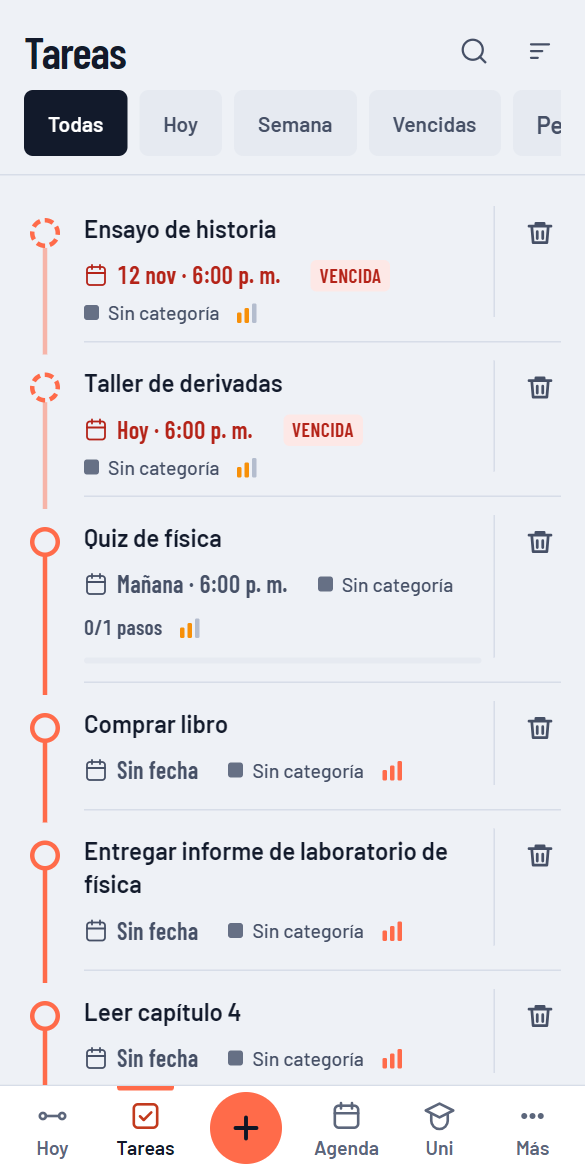 Tareas
Todas Hoy Semana Vencidas Pe
Ensayo de historia
12 nov · 6:00 p. m. VENCIDA
Sin categoría
Taller de derivadas
Hoy · 6:00 p. m. VENCIDA
Sin categoría
Quiz de física
Mañana · 6:00 p. m. Sin categoría
0/1 pasos
Comprar libro
Sin fecha Sin categoría
Entregar informe de laboratorio de
física
Sin fecha Sin categoría
Leer capítulo 4
Sin fecha Sin categoría
Hoy Tareas Agenda Uni Más